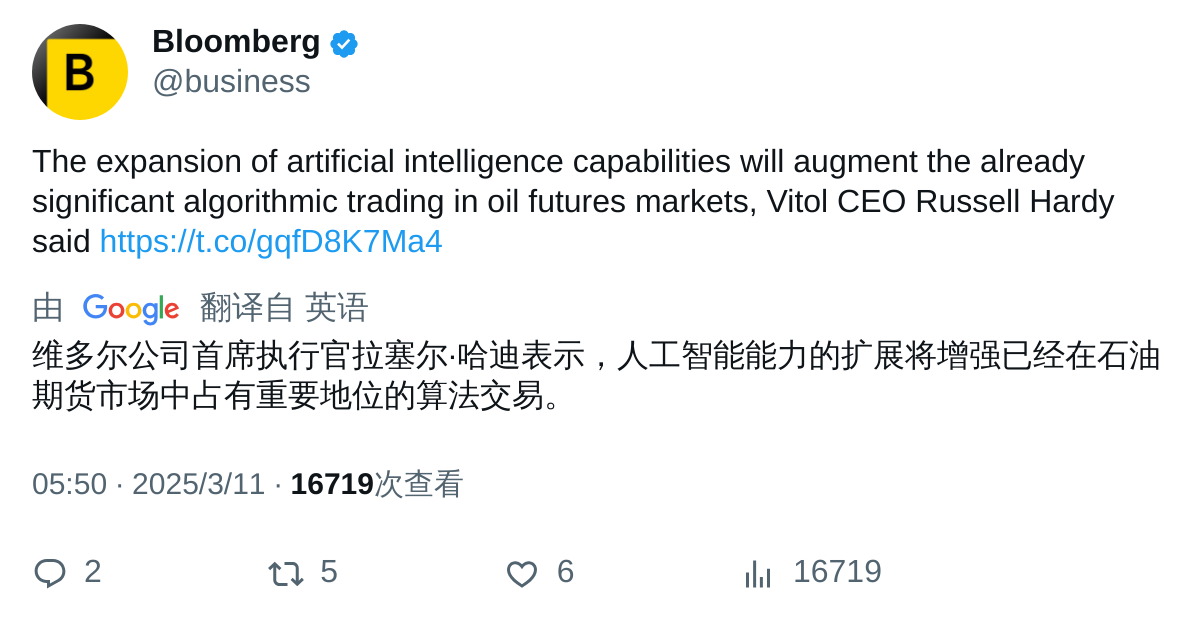 Bloomberg
@business
The expansion of artificial intelligence capabilities will augment the already
significant algorithmic trading in oil futures markets, Vitol CEO Russell Hardy
said https://t.co/gqfD8K7Ma4
由 Google 翻译自 英语
维多尔公司首席执行官拉塞尔·哈迪表示，人工智能能力的扩展将增强已经在石油
期货市场中占有重要地位的算法交易。
05:50 · 2025/3/11 · 16719次查看
2 5 6 16719